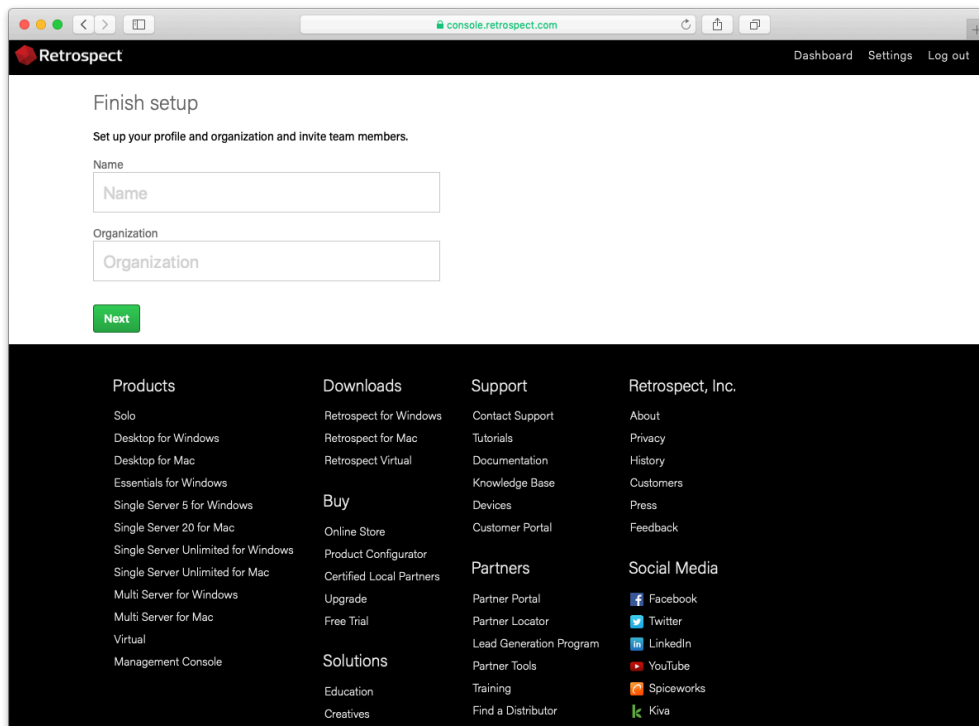 console.retrospect.com
Retrospect
Dashboard Settings Log out
Finish setup
Set up your profile and organization and invite team members.
Name
Name
Organization
Organization
Next
Products
Solo
Desktop for Windows
Desktop for Mac
Essentials for Windows
Single Server 5 for Windows
Single Server 20 for Mac
Single Server Unlimited for Windows
Single Server Unlimited for Mac
Multi Server for Windows
Multi Server for Mac
Virtual
Management Console
Downloads
Retrospect for Windows
Retrospect for Mac
Retrospect Virtual
Buy
Online Store
Product Configurator
Certified Local Partners
Upgrade
Free Trial
Solutions
Education
Creatives
Support
Contact Support
Tutorials
Documentation
Knowledge Base
Devices
Customer Portal
Partners
Partner Portal
Partner Locator
Lead Generation Program
Partner Tools
Training
Find a Distributor
Retrospect, Inc.
About
Privacy
History
Customers
Press
Feedback
Social Media
Facebook
Twitter
LinkedIn
YouTube
Spiceworks
Kiva